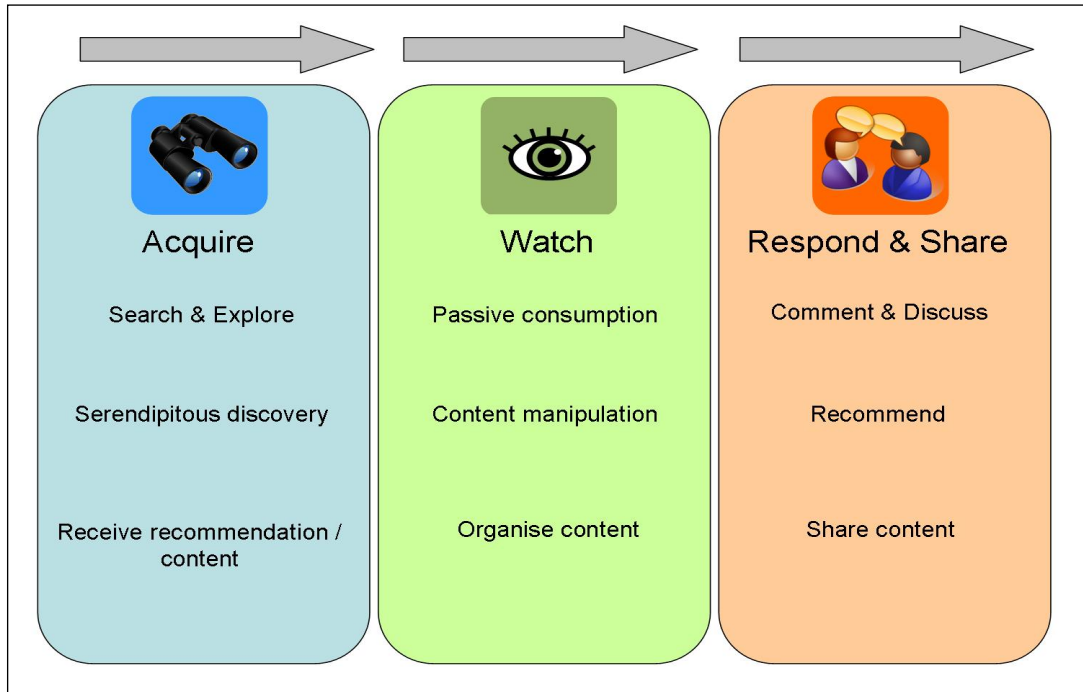 Acquire
Search & Explore
Serendipitous discovery
Receive recommendation /
content
Watch
Passive consumption
Content manipulation
Organise content
Respond & Share
Comment & Discuss
Recommend
Share content